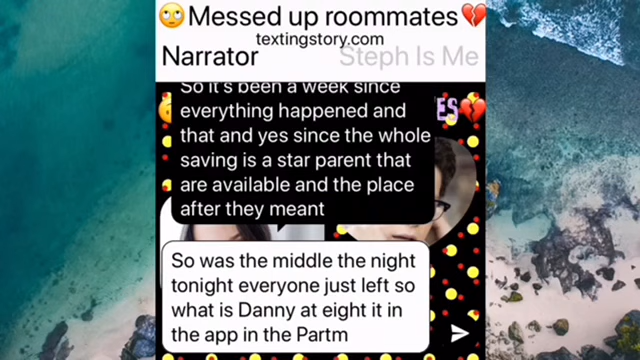 🙄Messed up roommates💔
textingstory.com
Narrator Steph Is Me
So it's been a week since
everything happened and
ES💔
that and yes since the whole
saving is a star parent that
are available and the place
after they meant
So was the middle the night
tonight everyone just left so
what is Danny at eight it in
the app in the Partm